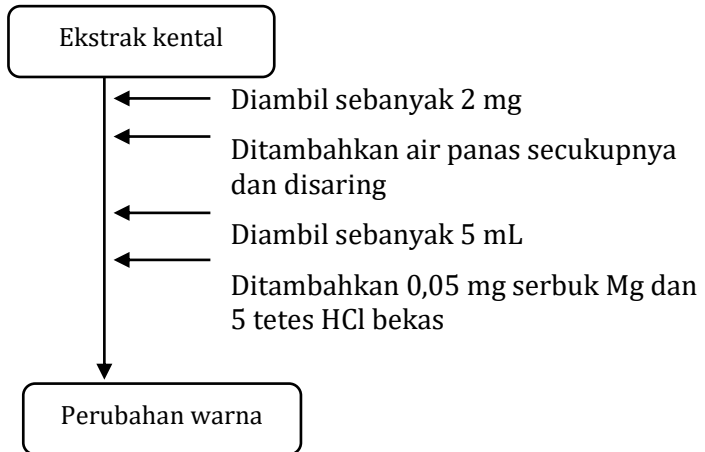 Ekstrak kental
Diambil sebanyak 2 mg
Ditambahkan air panas secukupnya
dan disaring
Diambil sebanyak 5 mL
Ditambahkan 0,05 mg serbuk Mg dan
5 tetes HCl bekas
Perubahan warna